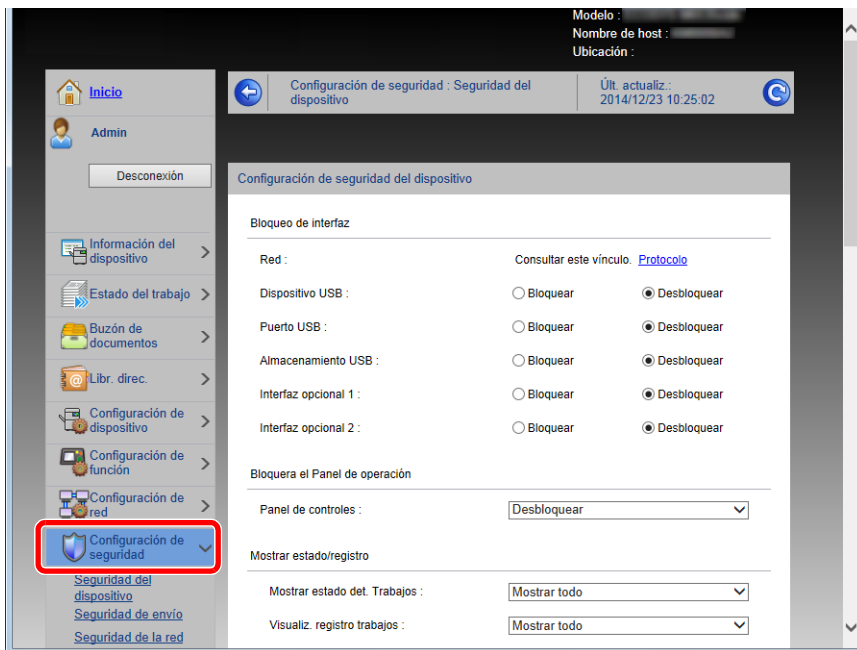 Modelo :
Nombre de host :
Ubicación :
Inicio
Admin
Desconexión
Información del
dispositivo
Estado del trabajo
Buzón de
documentos
Libr. direc.
Configuración de
dispositivo
Configuración de
función
Configuración de
red
Configuración de
seguridad
Seguridad del
dispositivo
Seguridad de envío
Seguridad de la red
Configuración de seguridad : Seguridad del
dispositivo
Últ. actualiz.:
2014/12/23 10:25:02
Configuración de seguridad del dispositivo
Bloqueo de interfaz
Red : Consultar este vínculo. Protocolo
Dispositivo USB : Bloquear Desbloquear
Puerto USB : Bloquear Desbloquear
Almacenamiento USB : Bloquear Desbloquear
Interfaz opcional 1 : Bloquear Desbloquear
Interfaz opcional 2 : Bloquear Desbloquear
Bloquera el Panel de operación
Panel de controles : Desbloquear
Mostrar estado/registro
Mostrar estado det. Trabajos : Mostrar todo
Visualiz. registro trabajos : Mostrar todo